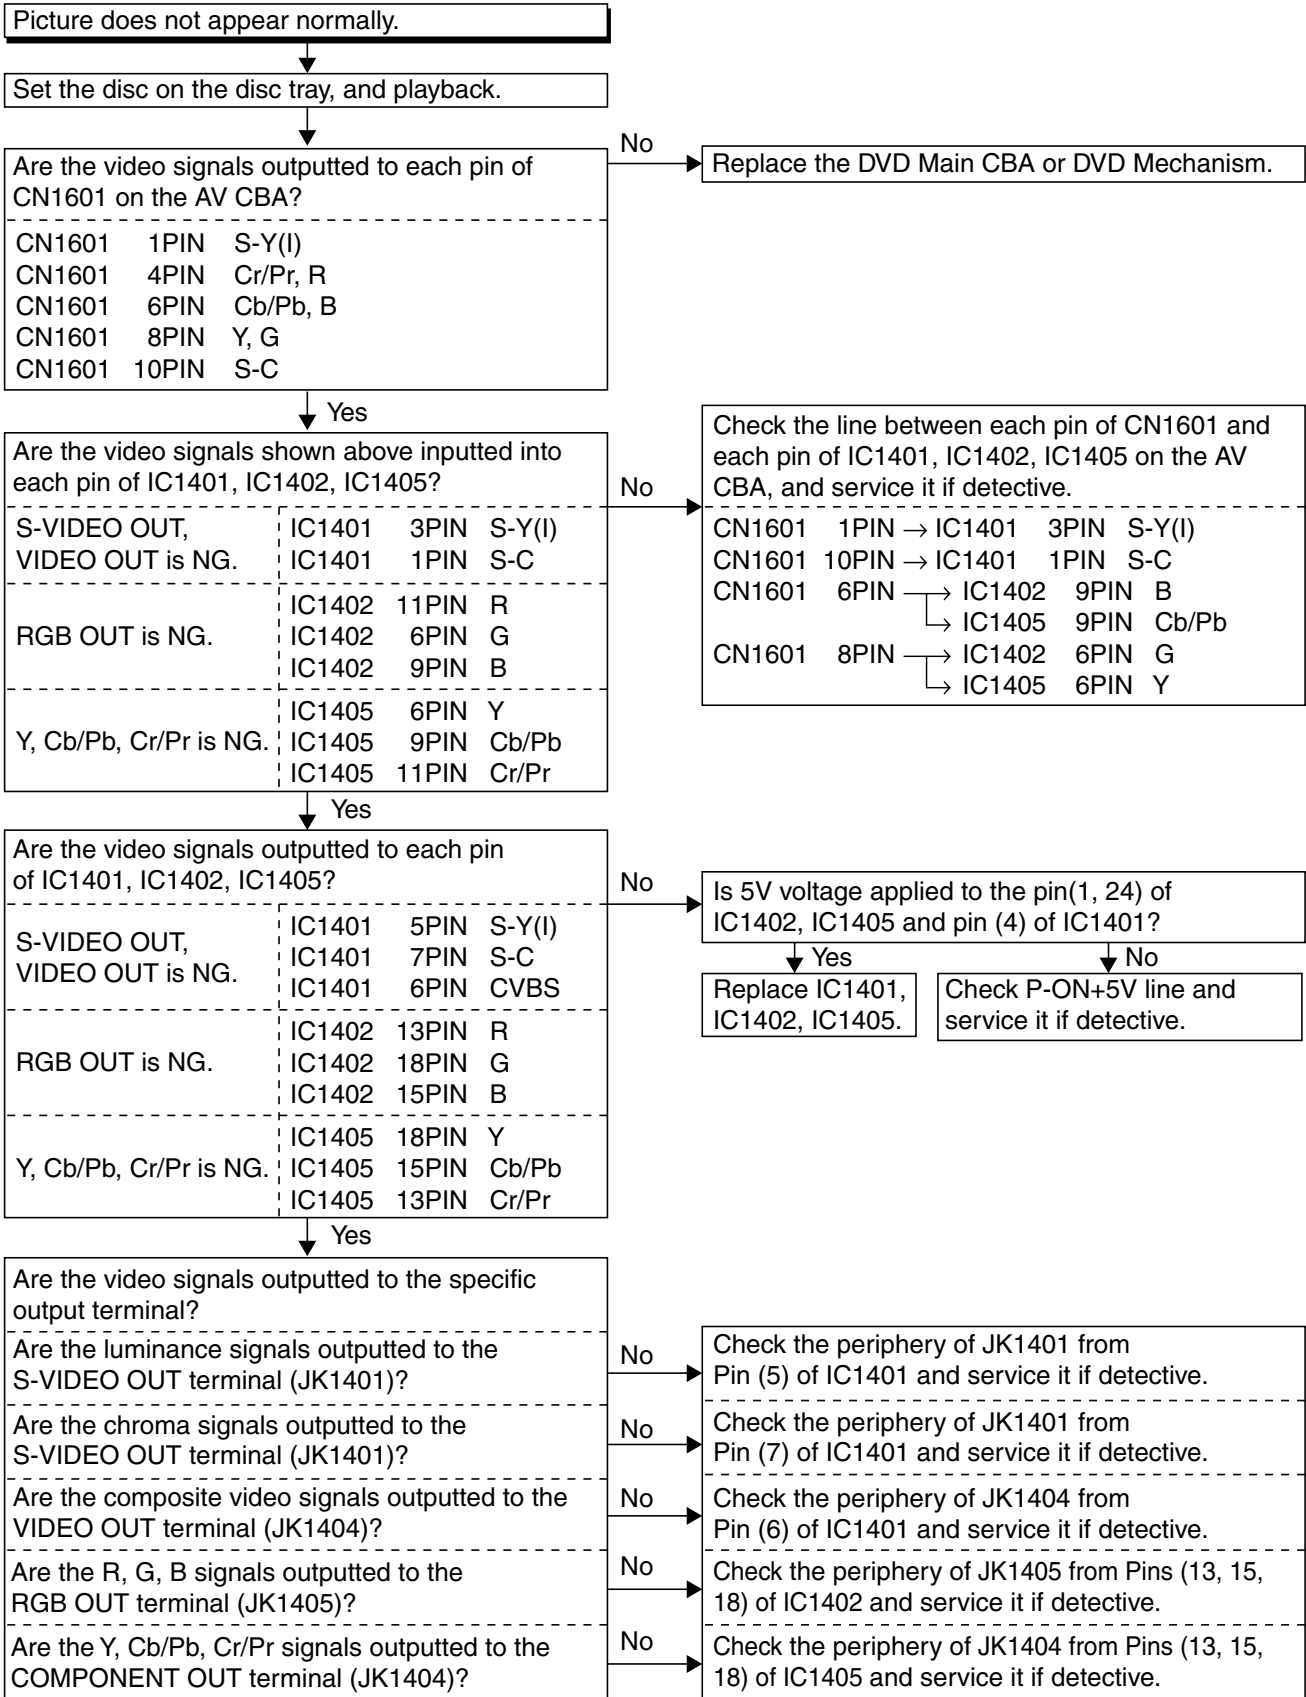 Picture does not appear normally.
Set the disc on the disc tray, and playback.
Are the video signals outputted to each pin of
CN1601 on the AV CBA?
CN1601 1PIN S-Y(I)
CN1601 4PIN Cr/Pr, R
CN1601 6PIN Cb/Pb, B
CN1601 8PIN Y, G
CN1601 10PIN S-C
No
Replace the DVD Main CBA or DVD Mechanism.
Yes
Are the video signals shown above inputted into
each pin of IC1401, IC1402, IC1405?
S-VIDEO OUT,
VIDEO OUT is NG.
IC1401 3PIN S-Y(I)
IC1401 1PIN S-C
RGB OUT is NG.
IC1402 11PIN R
IC1402 6PIN G
IC1402 9PIN B
Y, Cb/Pb, Cr/Pr is NG.
IC1405 6PIN Y
IC1405 9PIN Cb/Pb
IC1405 11PIN Cr/Pr
No
Check the line between each pin of CN1601 and
each pin of IC1401, IC1402, IC1405 on the AV
CBA, and service it if detective.
CN1601 1PIN → IC1401 3PIN S-Y(I)
CN1601 10PIN → IC1401 1PIN S-C
CN1601 6PIN → IC1402 9PIN B
→ IC1405 9PIN Cb/Pb
CN1601 8PIN → IC1402 6PIN G
→ IC1405 6PIN Y
Yes
Are the video signals outputted to each pin
of IC1401, IC1402, IC1405?
S-VIDEO OUT,
VIDEO OUT is NG.
IC1401 5PIN S-Y(I)
IC1401 7PIN S-C
IC1401 6PIN CVBS
RGB OUT is NG.
IC1402 13PIN R
IC1402 18PIN G
IC1402 15PIN B
Y, Cb/Pb, Cr/Pr is NG.
IC1405 18PIN Y
IC1405 15PIN Cb/Pb
IC1405 13PIN Cr/Pr
No
Is 5V voltage applied to the pin(1, 24) of
IC1402, IC1405 and pin (4) of IC1401?
Yes
Replace IC1401,
IC1402, IC1405.
No
Check P-ON+5V line and
service it if detective.
Yes
Are the video signals outputted to the specific
output terminal?
Are the luminance signals outputted to the
S-VIDEO OUT terminal (JK1401)?
No
Check the periphery of JK1401 from
Pin (5) of IC1401 and service it if detective.
Are the chroma signals outputted to the
S-VIDEO OUT terminal (JK1401)?
No
Check the periphery of JK1401 from
Pin (7) of IC1401 and service it if detective.
Are the composite video signals outputted to the
VIDEO OUT terminal (JK1404)?
No
Check the periphery of JK1404 from
Pin (6) of IC1401 and service it if detective.
Are the R, G, B signals outputted to the
RGB OUT terminal (JK1405)?
No
Check the periphery of JK1405 from Pins (13, 15,
18) of IC1402 and service it if detective.
Are the Y, Cb/Pb, Cr/Pr signals outputted to the
COMPONENT OUT terminal (JK1404)?
No
Check the periphery of JK1404 from Pins (13, 15,
18) of IC1405 and service it if detective.